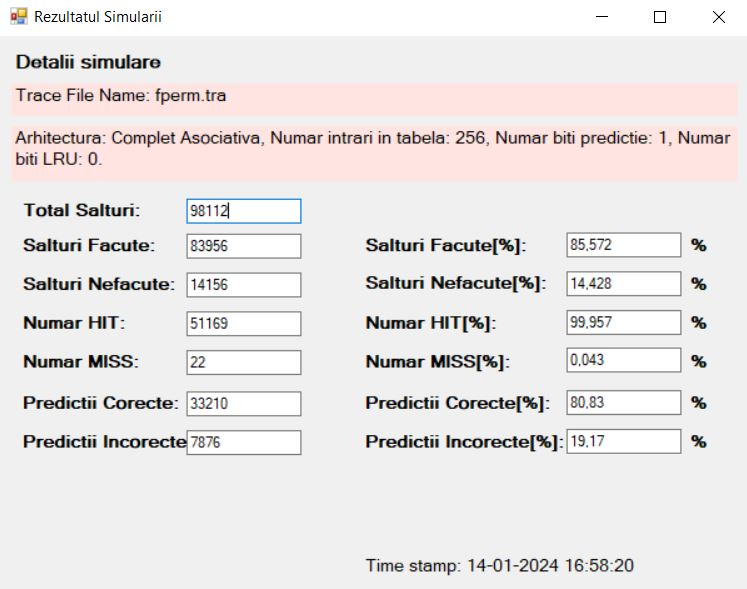 Rezultatul Simularii
Detalii simulare
Trace File Name: fperm.tra
Arhitectura: Complet Asociativa, Numar intrari in tabela: 256, Numar biti predictie: 1, Numar
biti LRU: 0.
Total Salturi: 98112
Salturi Facute: 83956 Salturi Facute[%]: 85,572 %
Salturi Nefacute: 14156 Salturi Nefacute[%]: 14,428 %
Numar HIT: 51169 Numar HIT[%]: 99,957 %
Numar MISS: 22 Numar MISS[%]: 0,043 %
Predictii Corecte: 33210 Predictii Corecte[%]: 80,83 %
Predictii Incorecte 7876 Predictii Incorecte[%]: 19,17 %
Time stamp: 14-01-2024 16:58:20